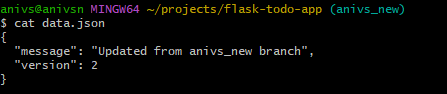 anivs@anivsn MINGW64 ~/projects/flask-todo-app (anivs_new)
$ cat data.json
{
  "message": "Updated from anivs_new branch",
  "version": 2
}